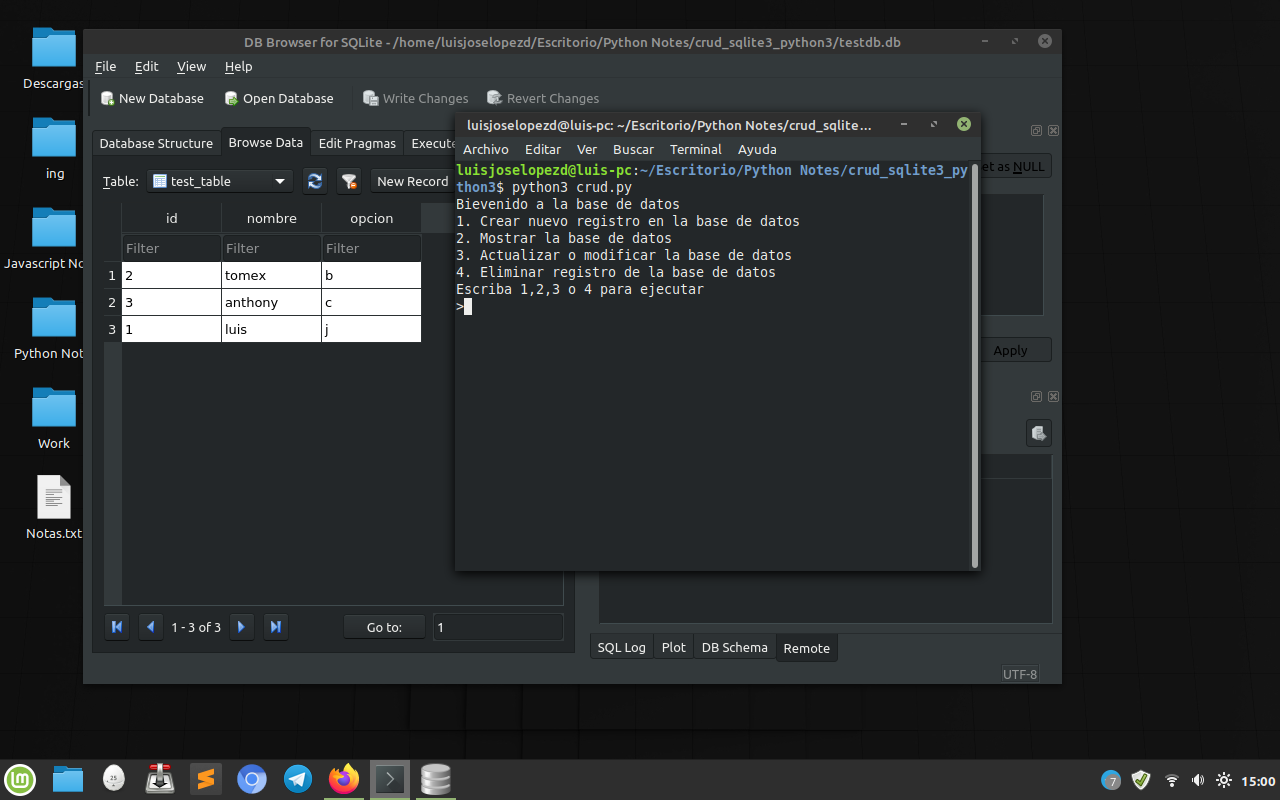 Descargas
ing
Javascript No
Python Not
Work
Notas.txt
DB Browser for SQLite - /home/luisjoselopezd/Escritorio/Python Notes/crud_sqlite3_python3/testdb.db
File Edit View Help
New Database Open Database Write Changes Revert Changes
Database Structure Browse Data Edit Pragmas Execute
Table: test_table New Record
id nombre opcion
Filter Filter Filter
1 2 tomex b
2 3 anthony c
3 1 luis j
1 - 3 of 3 Go to: 1
et as NULL
Apply
SQL Log Plot DB Schema Remote
UTF-8
luisjoselopezd@luis-pc: ~/Escritorio/Python Notes/crud_sqlite...
Archivo Editar Ver Buscar Terminal Ayuda
luisjoselopezd@luis-pc:~/Escritorio/Python Notes/crud_sqlite3_py
thon3$ python3 crud.py
Bievenido a la base de datos
1. Crear nuevo registro en la base de datos
2. Mostrar la base de datos
3. Actualizar o modificar la base de datos
4. Eliminar registro de la base de datos
Escriba 1,2,3 o 4 para ejecutar
>
lm 25 7 15:00